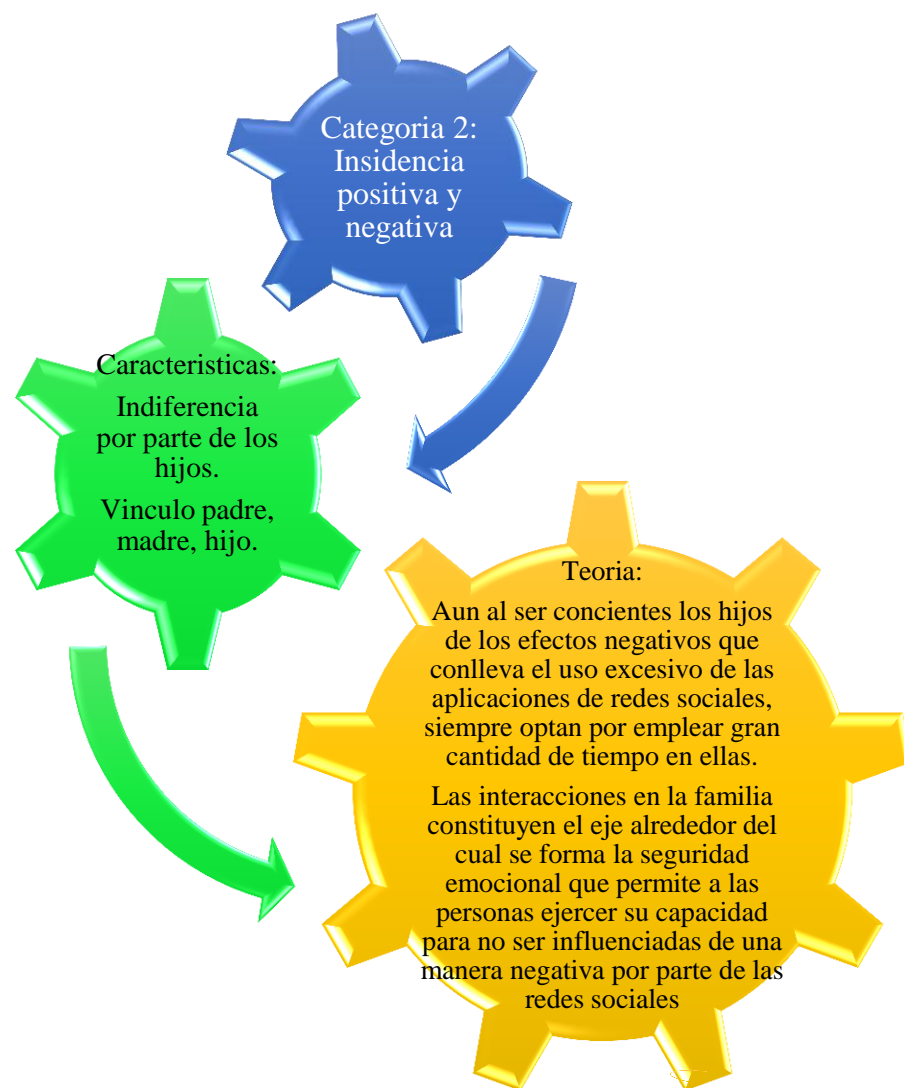 Categoria 2:
Insidencia
positiva y
negativa
Caracteristicas:
Indiferencia
por parte de los
hijos.
Vinculo padre,
madre, hijo.
Teoria:
Aun al ser concientes los hijos
de los efectos negativos que
conlleva el uso excesivo de las
aplicaciones de redes sociales,
siempre optan por emplear gran
cantidad de tiempo en ellas.
Las interacciones en la familia
constituyen el eje alrededor del
cual se forma la seguridad
emocional que permite a las
personas ejercer su capacidad
para no ser influenciadas de una
manera negativa por parte de las
redes sociales